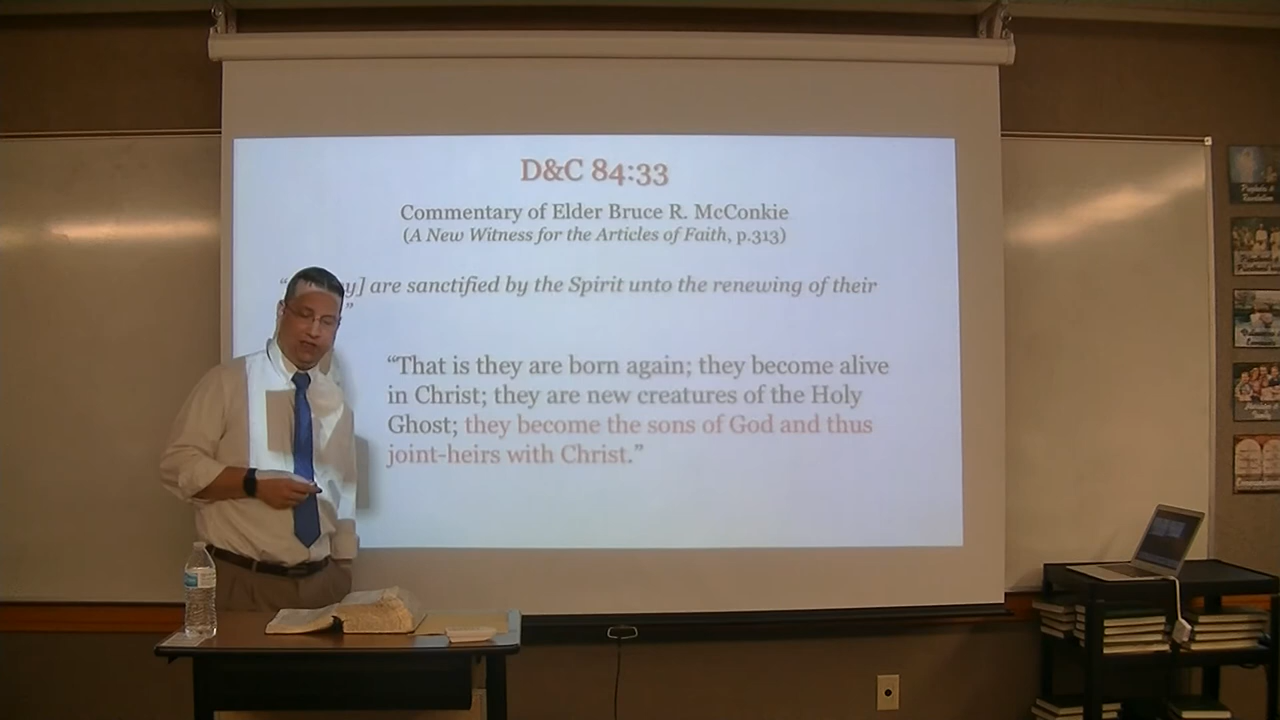 D&C 84:33
Commentary of Elder Bruce R. McConkie
(A New Witness for the Articles of Faith, p.313)
“ y] are sanctified by the Spirit unto the renewing of their
”
“That is they are born again; they become alive
in Christ; they are new creatures of the Holy
Ghost; they become the sons of God and thus
joint-heirs with Christ.”